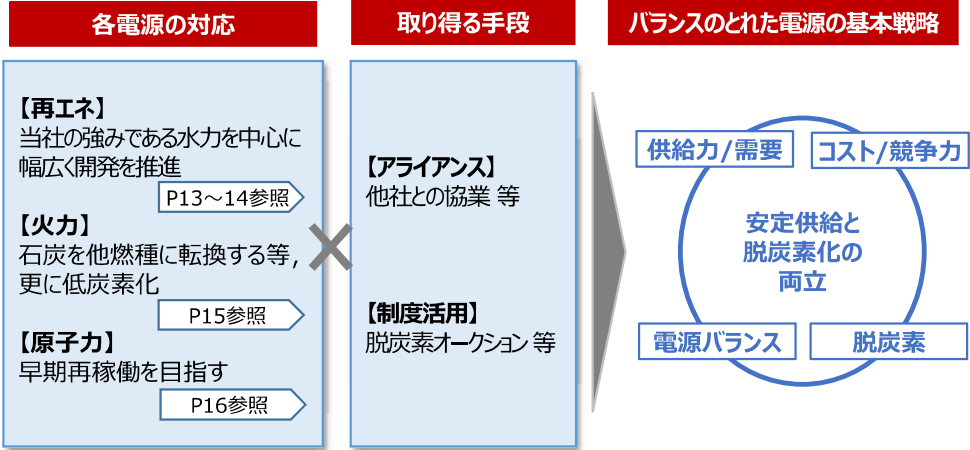 各電源の対応
【再エネ】
当社の強みである水力を中心に
幅広く開発を推進
P13～14参照
【火力】
石炭を他燃種に転換する等，
更に低炭素化
P15参照
【原子力】
早期再稼働を目指す
P16参照
取り得る手段
【アライアンス】
他社との協業 等
【制度活用】
脱炭素オークション 等
バランスのとれた電源の基本戦略
供給力/需要
コスト/競争力
安定供給と
脱炭素化の
両立
電源バランス
脱炭素